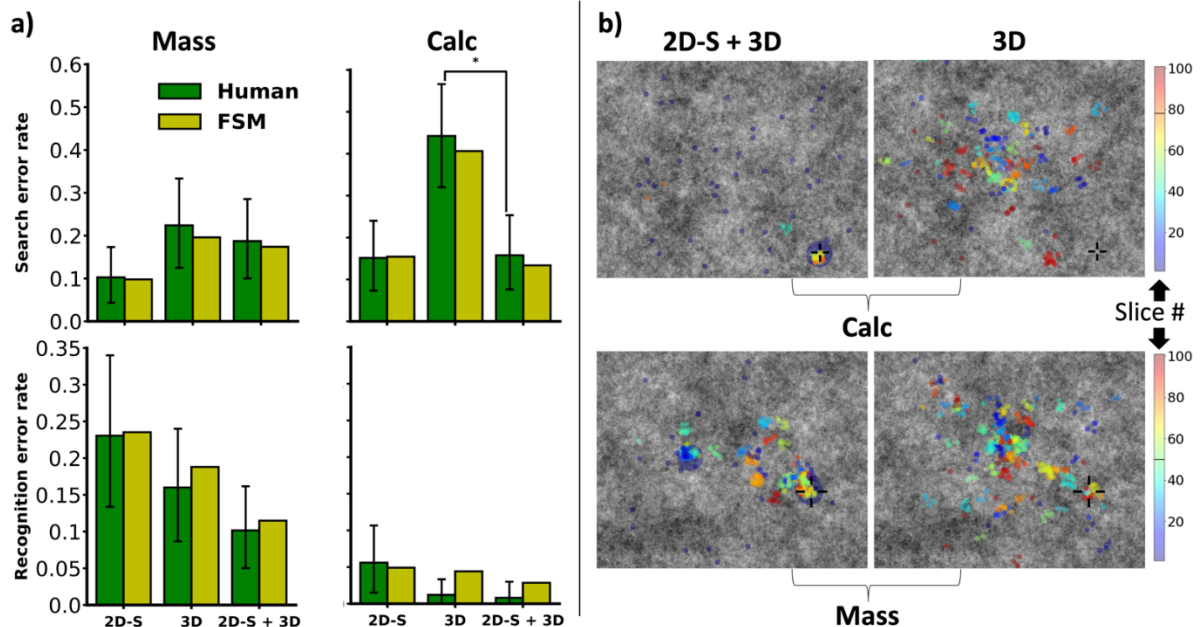 a)
Mass
Calc
Search error rate
0.6
0.5
0.4
0.3
0.2
0.1
0.0
Human
FSM
*
Recognition error rate
0.35
0.3
0.25
0.20
0.15
0.10
0.05
0.0
2D-S
3D
2D-S + 3D
2D-S
3D
2D-S + 3D
b)
2D-S + 3D
3D
100
80
60
40
20
Calc
Slice #
100
80
60
40
20
Mass